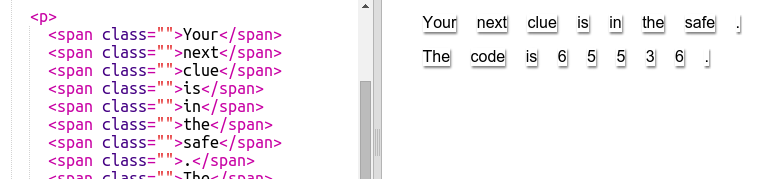 <p>
<span class="">Your</span>
<span class="">next</span>
<span class="">clue</span>
<span class="">is</span>
<span class="">in</span>
<span class="">the</span>
<span class="">safe</span>
<span class="">.</span>
<span class="">The</span>
Your next clue is in the safe .
The code is 6 5 5 3 6 .